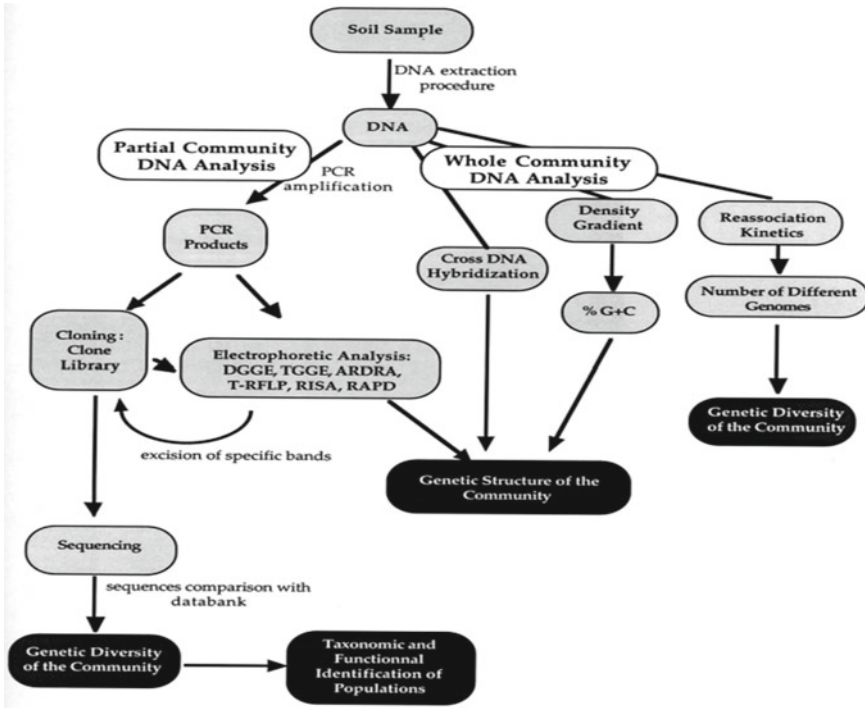 Soil Sample
DNA extraction
procedure
DNA
Partial Community
DNA Analysis
PCR
amplification
Whole Community
DNA Analysis
PCR
Products
Cross DNA
Hybridization
Density
Gradient
Reassociation
Kinetics
% G+C
Number of Different
Genomes
Cloning :
Clone
Library
Electrophoretic Analysis:
DGGE, TGGE, ARDRA,
T-RFLP, RISA, RAPD
excision of specific bands
Genetic Diversity
of the Community
Genetic Structure of the
Community
Sequencing
sequences comparison with
databank
Genetic Diversity
of the Community
Taxonomic and
Functionnal
Identification of
Populations